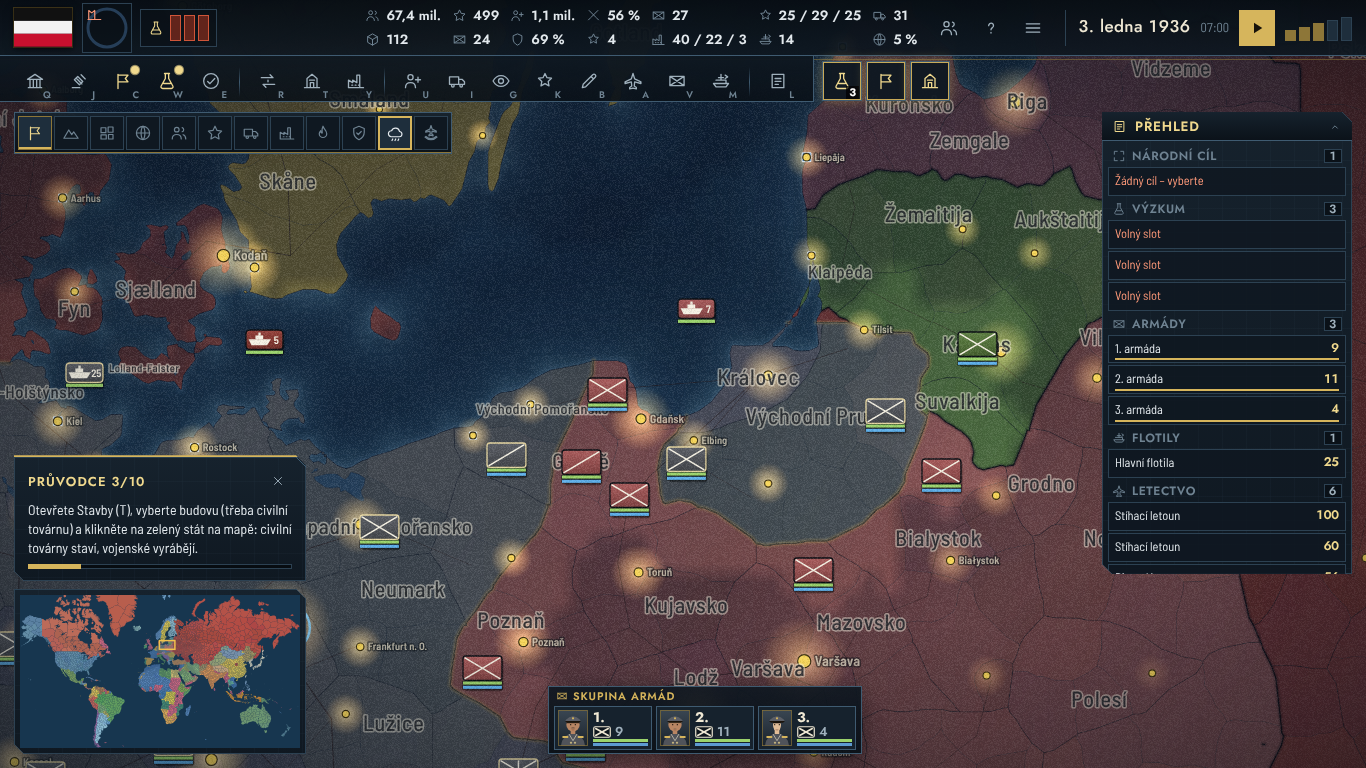 67,4 mil.
499
1,1 mil.
56 %
27
25 / 29 / 25
31
112
24
69 %
4
40 / 22 / 3
14
5 %
?
3. ledna 1936
07:00
Q
J
C
W
E
R
T
Y
U
I
G
K
B
A
V
M
L
3
Vidzeme
Kuronsko
Riga
Zemgale
Liepāja
Skåne
Aarhus
Žemaitija
Kodaň
Klaipėda
Sjælland
Fyn
7
Tilsit
5
25
Lolland-Falster
Královec
Suvalkija
Kiel
Gdaňsk
Východní Pru
Rostock
Elbing
Grodno
Bialystok
Białystok
Neumark
Toruň
Kujavsko
Poznaň
Poznaň
Mazovsko
Frankfurt n. O.
Varšava
Varšava
Lodž
Polesí
Lužice
PŘEHLED
NÁRODNÍ CÍL
1
Žádný cíl – vyberte
VÝZKUM
3
Volný slot
Volný slot
Volný slot
ARMÁDY
3
1. armáda
9
2. armáda
11
3. armáda
4
FLOTILY
1
Hlavní flotila
25
LETECTVO
6
Stíhací letoun
100
Stíhací letoun
60
PRŮVODCE 3/10
Otevřete Stavby (T), vyberte budovu (třeba civilní
továrnu) a klikněte na zelený stát na mapě: civilní
továrny staví, vojenské vyrábějí.
SKUPINA ARMÁD
1.
9
2.
11
3.
4